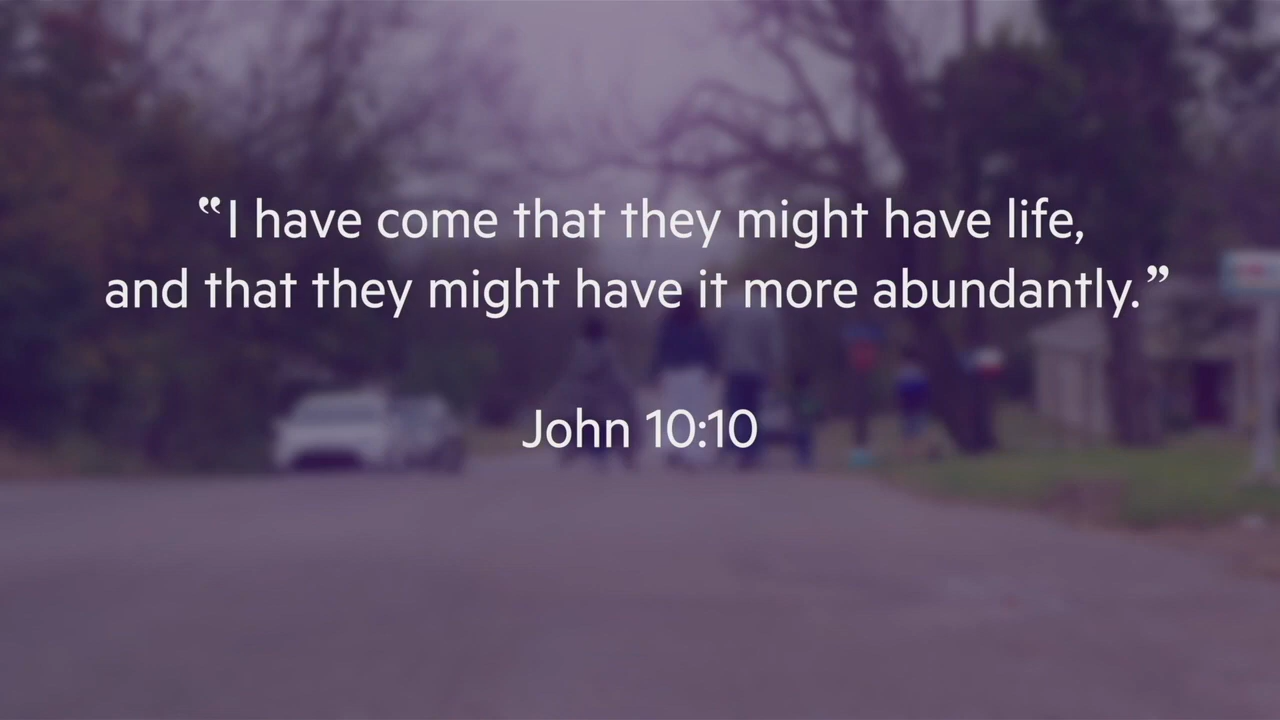 “I have come that they might have life,
and that they might have it more abundantly.”
John 10:10